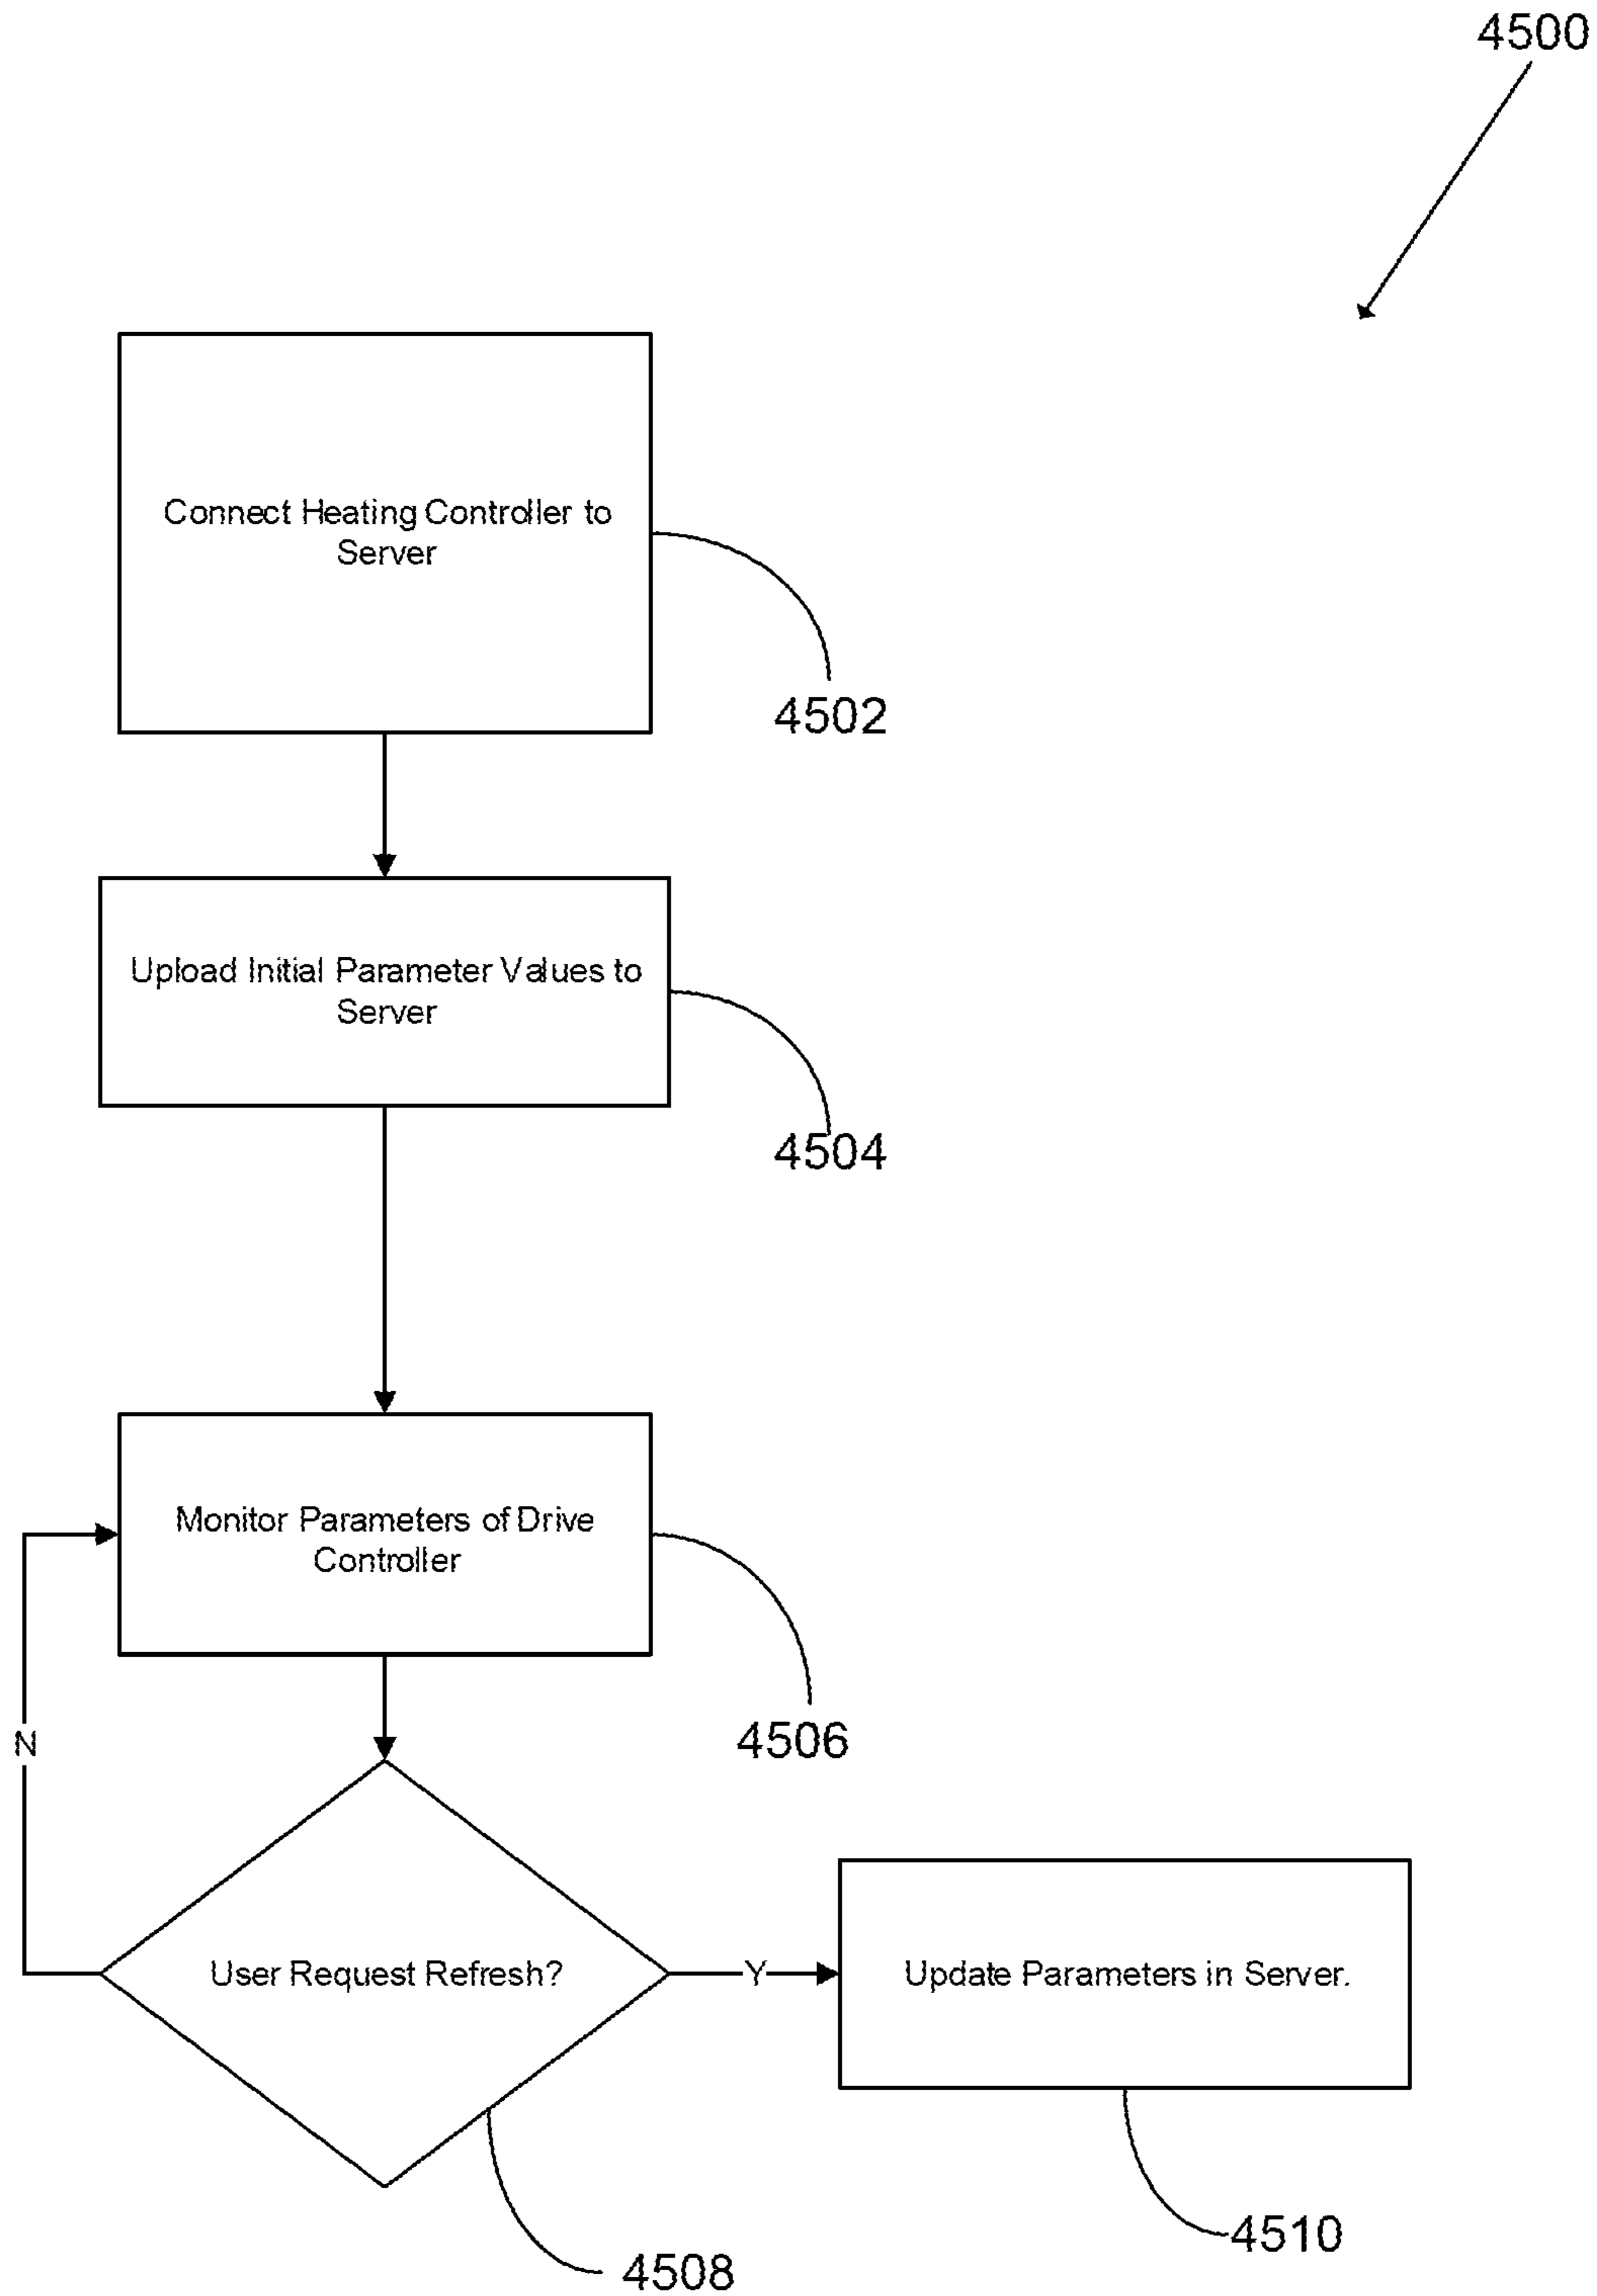 4500
Connect Heating Controller to
Server
4502
Upload Initial Parameter Values to
Server
4504
Monitor Parameters of Drive
Controller
4506
N
User Request Refresh?
Y
Update Parameters in Server.
4510
4508